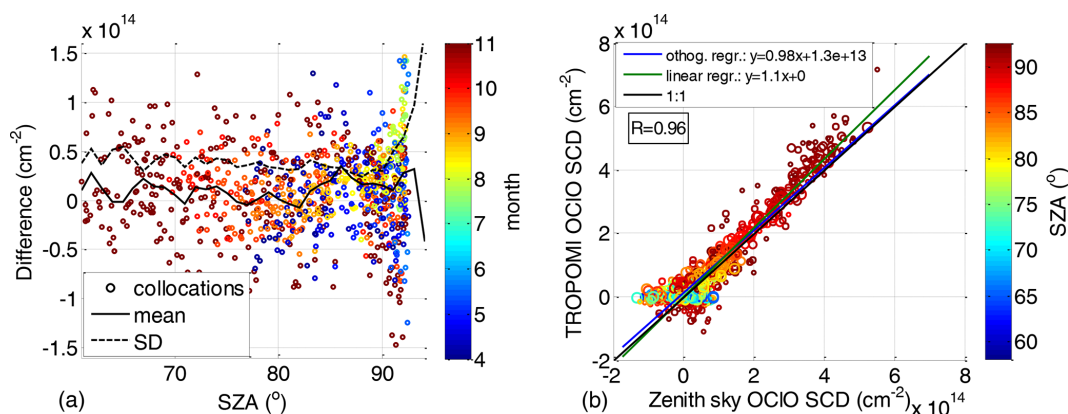 x 10^14
1.5
1
0.5
0
-0.5
-1
-1.5
Difference (cm-2)
collocations
mean
SD
70
80
90
(a)
SZA (o)
11
10
9
8
7
6
5
4
month
x 10^14
8
6
4
2
0
-2
TROPOMI OClO SCD (cm-2)
othog. regr.: y=0.98x+1.3e+13
linear regr.: y=1.1x+0
1:1
R=0.96
-2
0
2
4
6
8
(b)
Zenith sky OClO SCD (cm-2)
x 10^14
90
85
80
75
70
65
60
SZA (o)